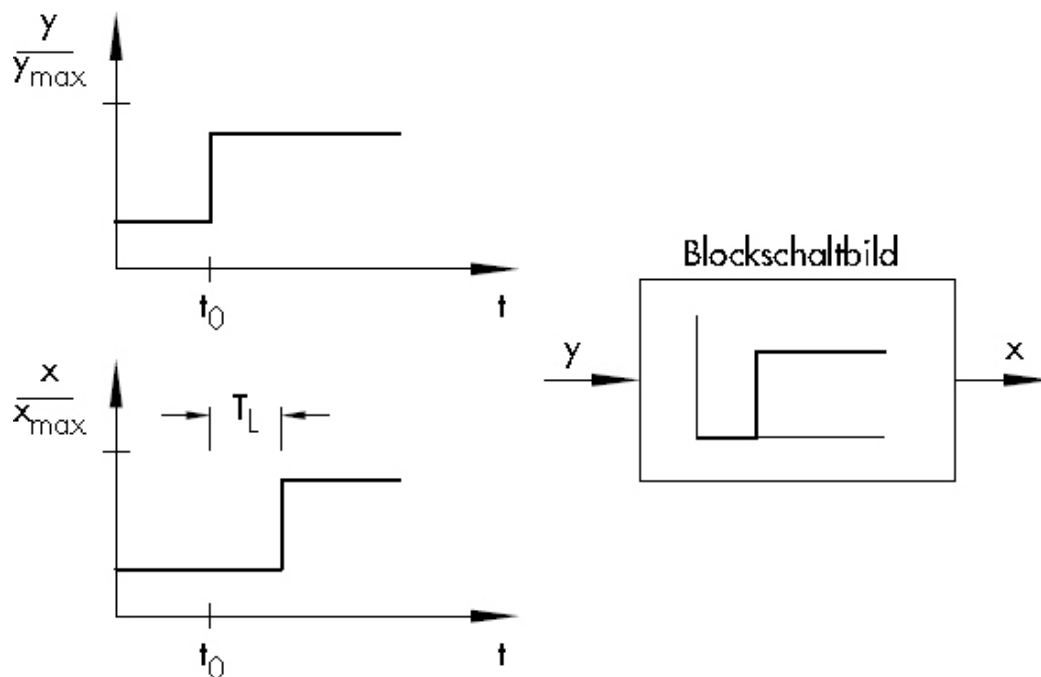 y
y_max
t_0
t
x
x_max
T_L
t_0
t
Blockschaltbild
y
x